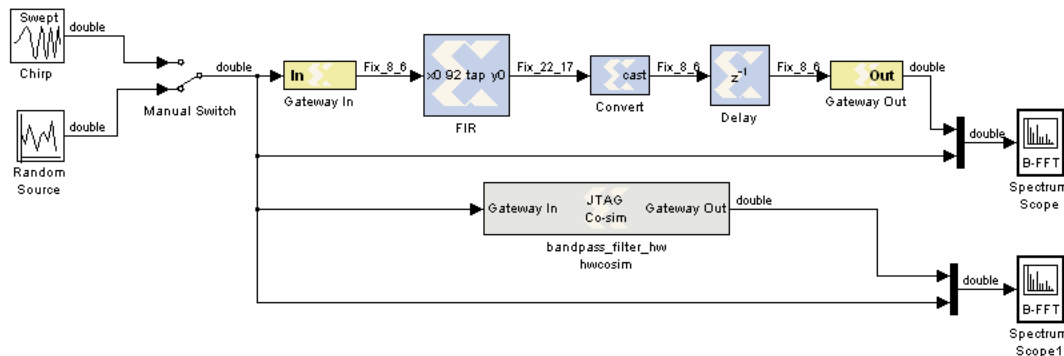 Swept
Chirp
double
Random
Source
double
Manual Switch
double
In
Gateway In
Fix_8_6
x0 92 tap y0
FIR
Fix_22_17
cast
Convert
Fix_8_6
z-1
Delay
Fix_8_6
Out
Gateway Out
double
double
B-FFT
Spectrum
Scope
Gateway In
JTAG
Co-sim
Gateway Out
bandpass_filter_hw
hwcosim
double
double
B-FFT
Spectrum
Scope1